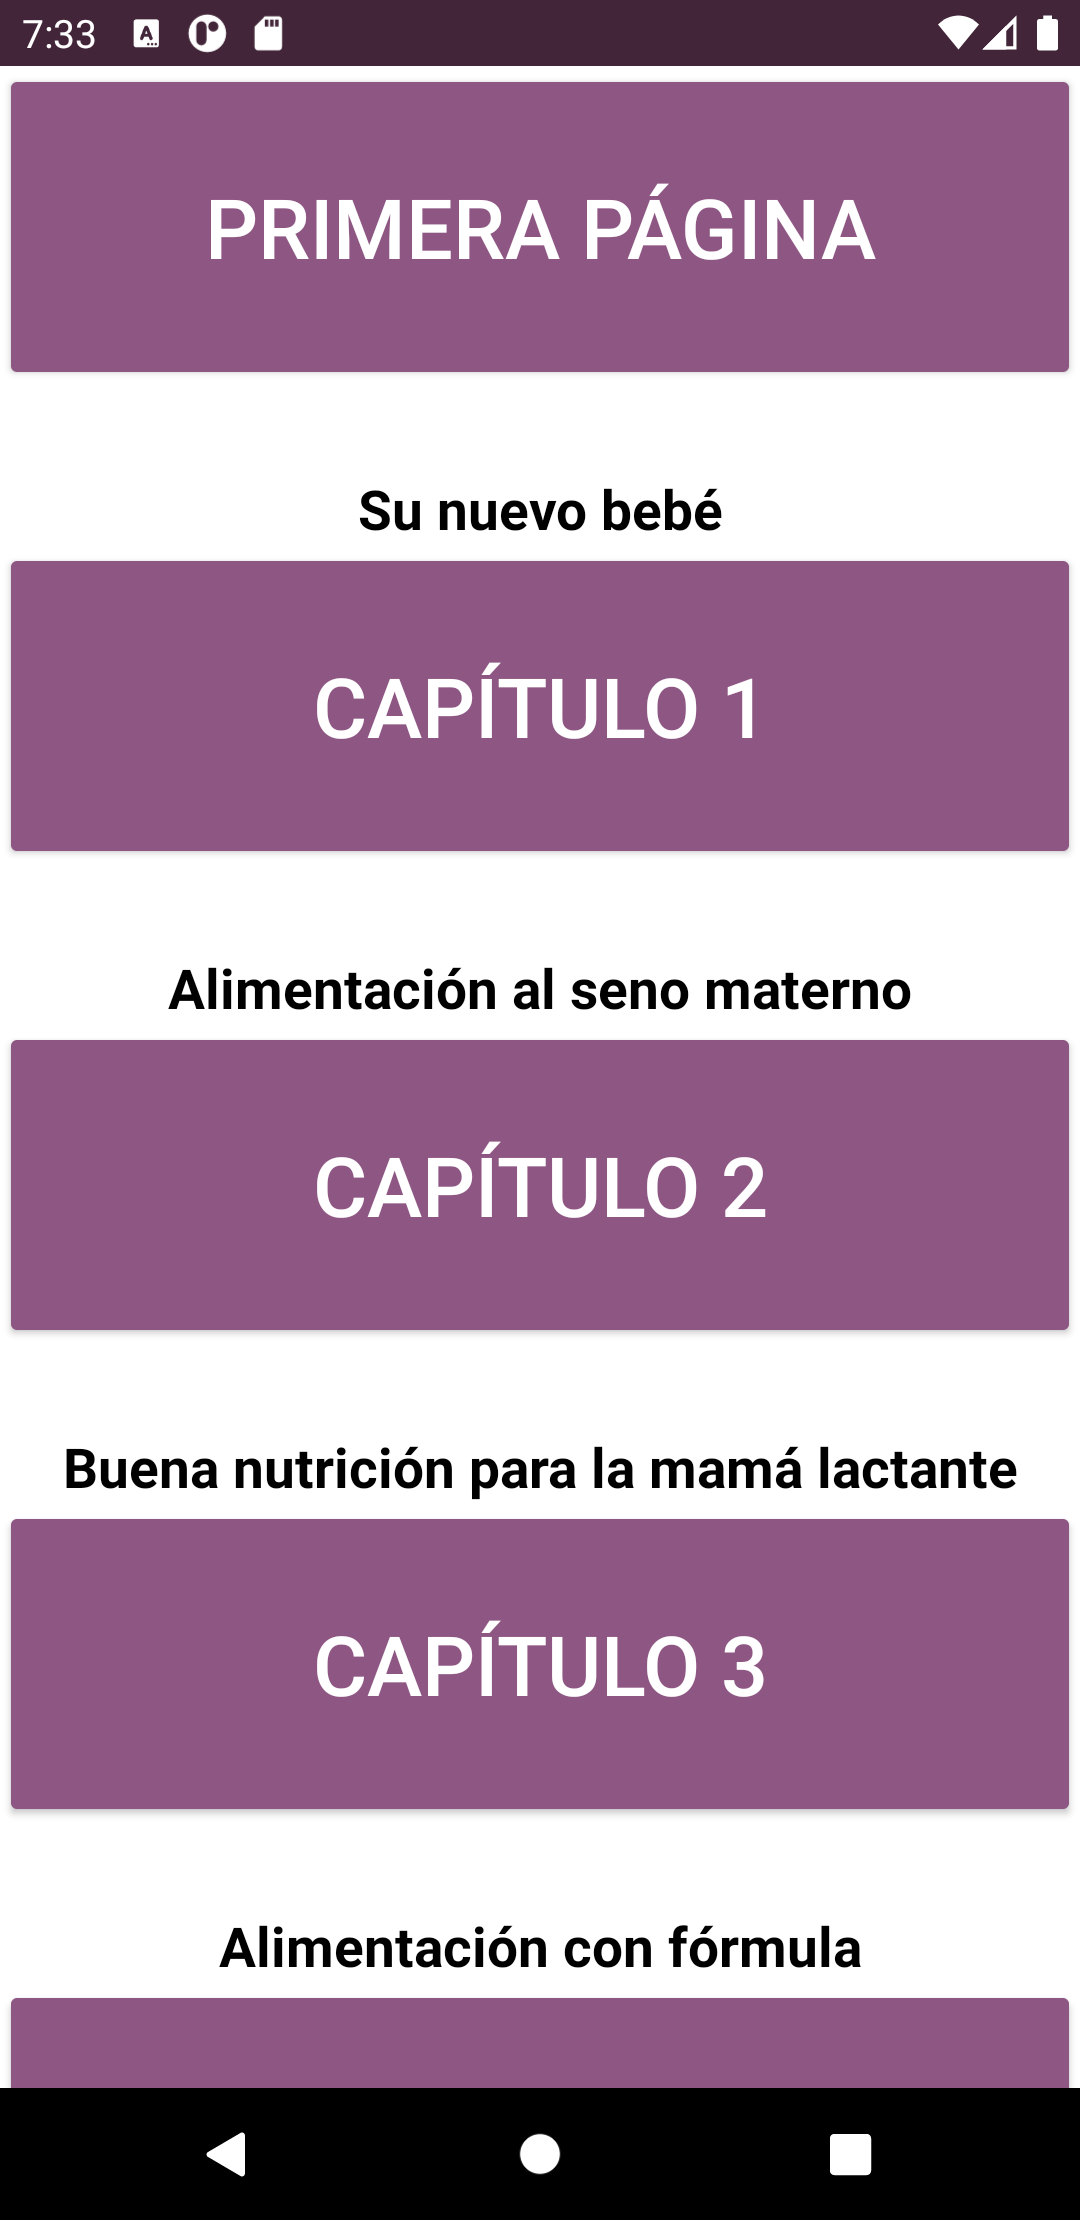 7:33
PRIMERA PÁGINA
Su nuevo bebé
CAPÍTULO 1
Alimentación al seno materno
CAPÍTULO 2
Buena nutrición para la mamá lactante
CAPÍTULO 3
Alimentación con fórmula